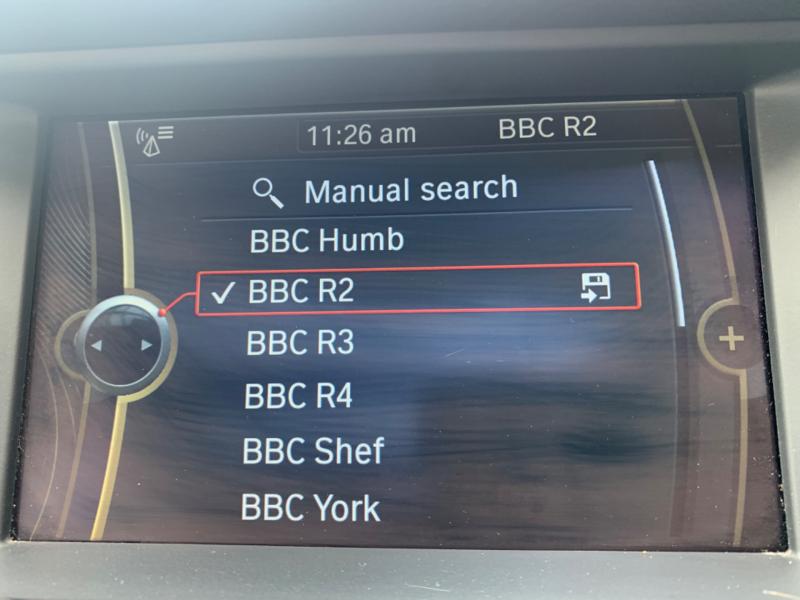 11:26 am BBC R2
Manual search
BBC Humb
BBC R2
BBC R3
BBC R4
BBC Shef
BBC York